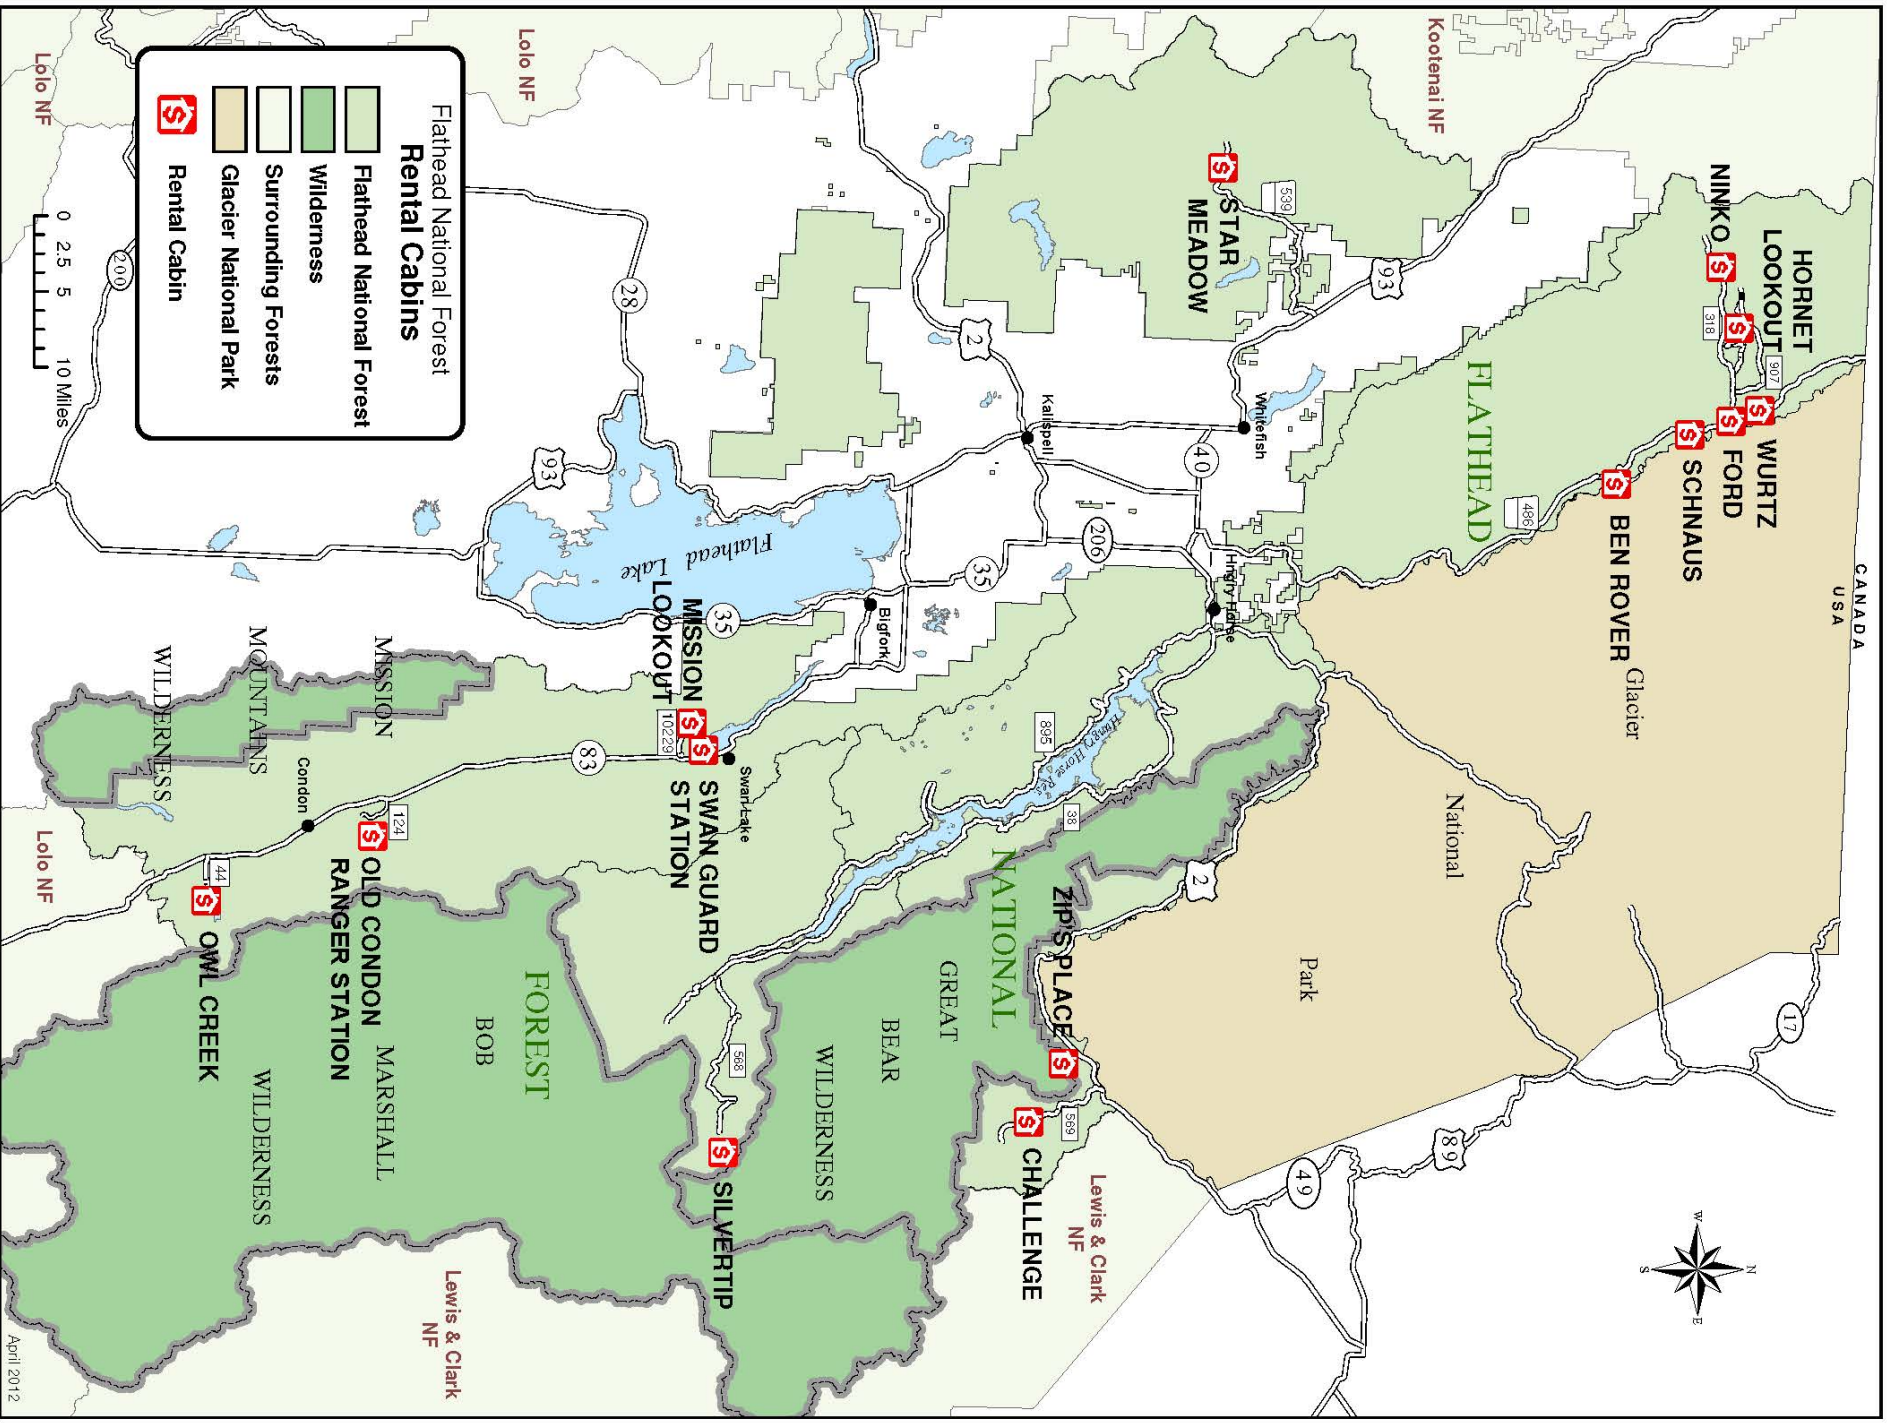 Flathead National Forest
Rental Cabins
Flathead National Forest
Wilderness
Surrounding Forests
Glacier National Park
Rental Cabin
0 2.5 5 10 Miles
CANADA
USA
Kootenai NF
Lolo NF
Lolo NF
Lolo NF
Lewis & Clark
NF
Lewis & Clark
NF
NINKO
HORNET
LOOKOUT
WURTZ
FORD
SCHNAUS
BEN ROVER
STAR
MEADOW
318
907
486
539
93
FLATHEAD
NATIONAL
FOREST
Glacier
National
Park
Whitefish
Kalispell
Hngry Horse
Bigfork
Swan Lake
Condon
40
2
206
35
35
28
93
200
83
2
17
89
49
895
38
Hungry Horse Res
Flathead
Lake
MISSION
LOOKOUT
10229
SWAN GUARD
STATION
ZIP'S PLACE
CHALLENGE
569
SILVERTIP
568
GREAT
BEAR
WILDERNESS
BOB
MARSHALL
WILDERNESS
MISSION
MOUNTAINS
WILDERNESS
124
OLD CONDON
RANGER STATION
44
OWL CREEK
N
W
E
S
April 2012